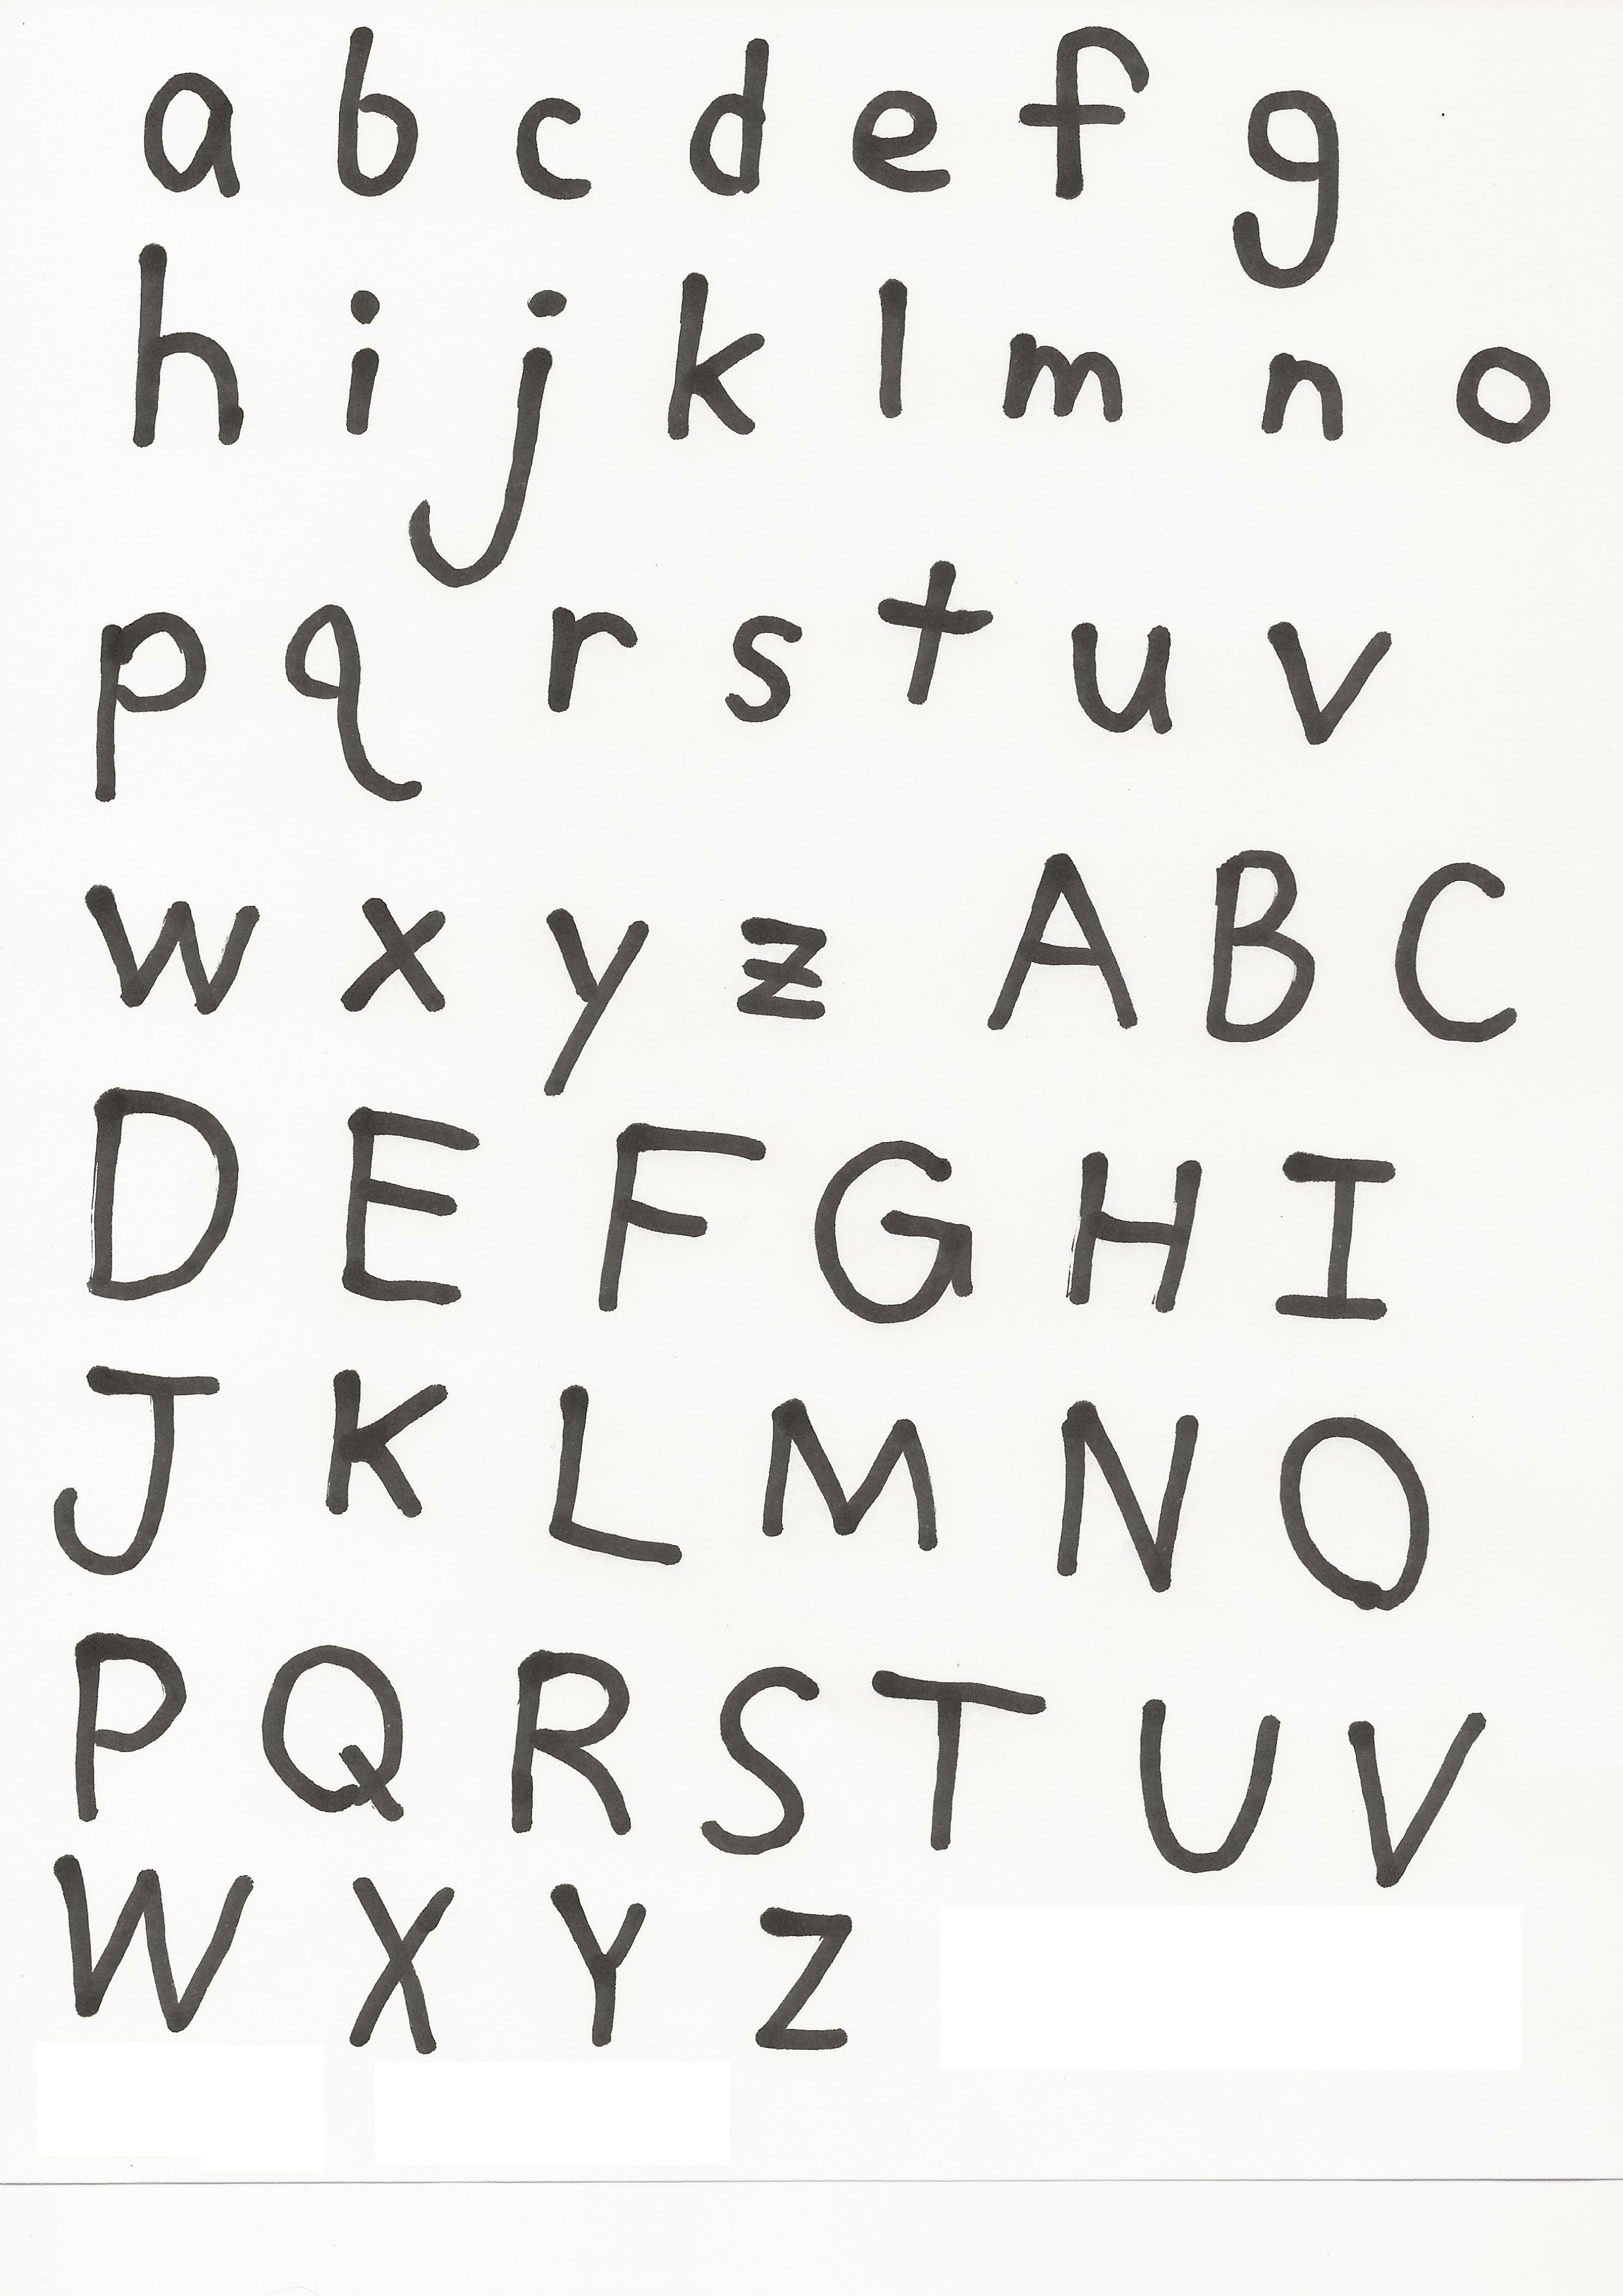 a b c d e f g
h i j k l m n o
p q r s t u v
w x y z A B C
D E F G H I
J K L M N O
P Q R S T U V
W X Y Z